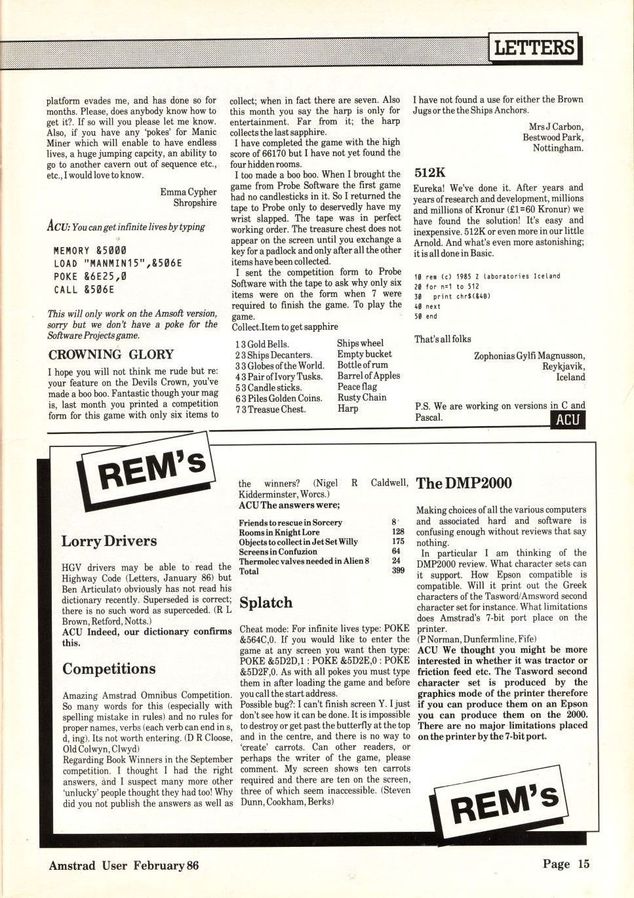 LETTERS
platform evades me, and has done so for
months. Please, does anybody know how to
get it?. If so will you please let me know.
Also, if you have any 'pokes' for Manic
Miner which will enable to have endless
lives, a huge jumping capcity, an ability to
go to another cavern out of sequence etc.,
etc., I would love to know.
Emma Cypher
Shropshire
ACU: You can get infinite lives by typing
MEMORY &5000
LOAD "MANMIN15",&506E
POKE &6E25,0
CALL &506E
This will only work on the Amsoft version,
sorry but we don't have a poke for the
Software Projects game.
CROWNING GLORY
I hope you will not think me rude but re:
your feature on the Devils Crown, you've
made a boo boo. Fantastic though your mag
is, last month you printed a competition
form for this game with only six items to
collect; when in fact there are seven. Also
this month you say the harp is only for
entertainment. Far from it; the harp
collects the last sapphire.
I have completed the game with the high
score of 66170 but I have not yet found the
four hidden rooms.
I too made a boo boo. When I brought the
game from Probe Software the first game
had no candlesticks in it. So I returned the
tape to Probe only to deservedly have my
wrist slapped. The tape was in perfect
working order. The treasure chest does not
appear on the screen until you exchange a
key for a padlock and only after all the other
items have been collected.
I sent the competition form to Probe
Software with the tape to ask why only six
items were on the form when 7 were
required to finish the game. To play the
game.
Collect.Item to get sapphire
1 3 Gold Bells. Ships wheel
2 3 Ships Decanters. Empty bucket
3 3 Globes of the World. Bottle of rum
4 3 Pair of Ivory Tusks. Barrel of Apples
5 3 Candle sticks. Peace flag
6 3 Piles Golden Coins. Rusty Chain
7 3 Treasue Chest. Harp
I have not found a use for either the Brown
Jugs or the the Ships Anchors.
Mrs J Carbon,
Bestwood Park,
Nottingham.
512K
Eureka! We've done it. After years and
years of research and development, millions
and millions of Kronur (£1=60 Kronur) we
have found the solution! It's easy and
inexpensive. 512K or even more in our little
Arnold. And what's even more astonishing;
it is all done in Basic.
10 rem (c) 1985 Z laboratories Iceland
20 for n=1 to 512
30 print chr$(&40)
40 next
50 end
That's all folks
Zophonias Gylfi Magnusson,
Reykjavik,
Iceland
P.S. We are working on versions in C and
Pascal.
ACU
REM's
Lorry Drivers
HGV drivers may be able to read the
Highway Code (Letters, January 86) but
Ben Articulato obviously has not read his
dictionary recently. Superseded is correct;
there is no such word as superceded. (R L
Brown, Retford, Notts.)
ACU Indeed, our dictionary confirms
this.
Competitions
Amazing Amstrad Omnibus Competition.
So many words for this (especially with
spelling mistake in rules) and no rules for
proper names, verbs (each verb can end in s,
d, ing). Its not worth entering. (D R Cloose,
Old Colwyn, Clwyd)
Regarding Book Winners in the September
competition. I thought I had the right
answers, and I suspect many more other
'unlucky' people thought they had too! Why
did you not publish the answers as well as
the winners? (Nigel R Caldwell,
Kidderminster, Worcs.)
ACU The answers were;
Friends to rescue in Sorcery 8
Rooms in Knight Lore 128
Objects to collect in Jet Set Willy 175
Screens in Confuzion 64
Thermolec valves needed in Alien 8 24
Total 399
Splatch
Cheat mode: For infinite lives type: POKE
&564C,0. If you would like to enter the
game at any screen you want then type:
POKE &5D2D,1 : POKE &5D2E,0 : POKE
&5D2F,0. As with all pokes you must type
them in after loading the game and before
you call the start address.
Possible bug?: I can't finish screen Y. I just
don't see how it can be done. It is impossible
to destroy or get past the butterfly at the top
and in the centre, and there is no way to
'create' carrots. Can other readers, or
perhaps the writer of the game, please
comment. My screen shows ten carrots
required and there are ten on the screen,
three of which seem inaccessible. (Steven
Dunn, Cookham, Berks)
The DMP2000
Making choices of all the various computers
and associated hard and software is
confusing enough without reviews that say
nothing.
In particular I am thinking of the
DMP2000 review. What character sets can
it support. How Epson compatible is
compatible. Will it print out the Greek
characters of the Tasword/Amsword second
character set for instance. What limitations
does Amstrad's 7-bit port place on the
printer.
(P Norman, Dunfermline, Fife)
ACU We thought you might be more
interested in whether it was tractor or
friction feed etc. The Tasword second
character set is produced by the
graphics mode of the printer therefore
if you can produce them on an Epson
you can produce them on the 2000.
There are no major limitations placed
on the printer by the 7-bit port.
REM's
Amstrad User February 86
Page 15